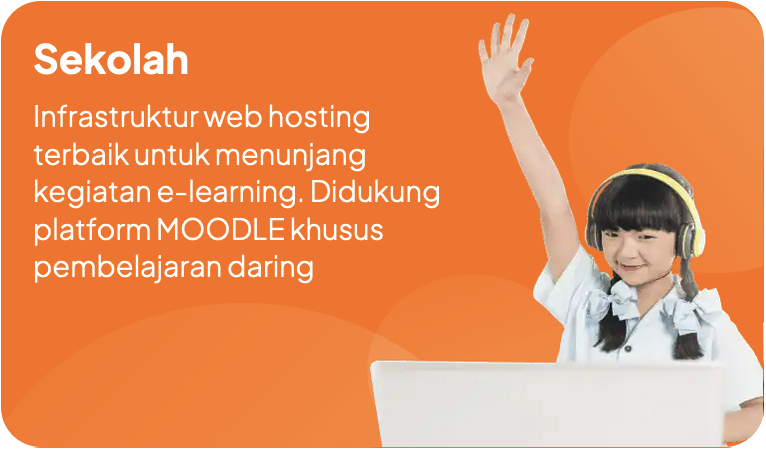 Sekolah
Infrastruktur web hosting
terbaik untuk menunjang
kegiatan e-learning. Didukung
platform MOODLE khusus
pembelajaran daring